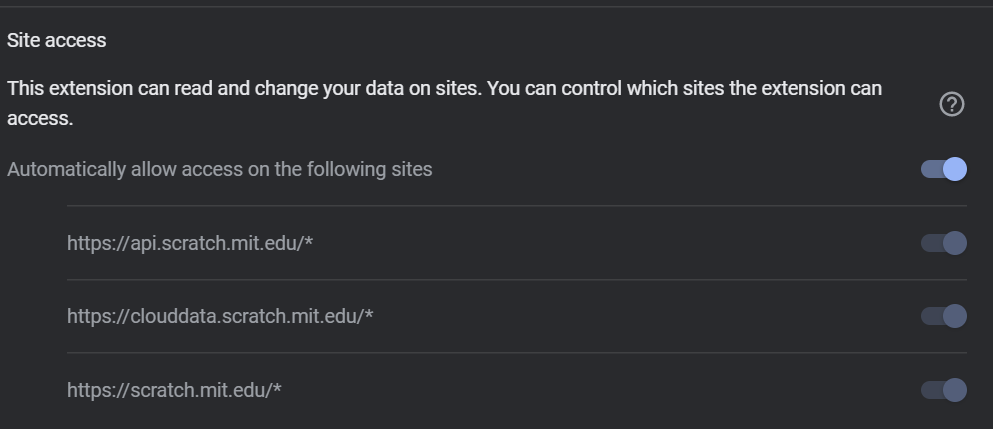 Site access
This extension can read and change your data on sites. You can control which sites the extension can
access.
Automatically allow access on the following sites
https://api.scratch.mit.edu/*
https://clouddata.scratch.mit.edu/*
https://scratch.mit.edu/*